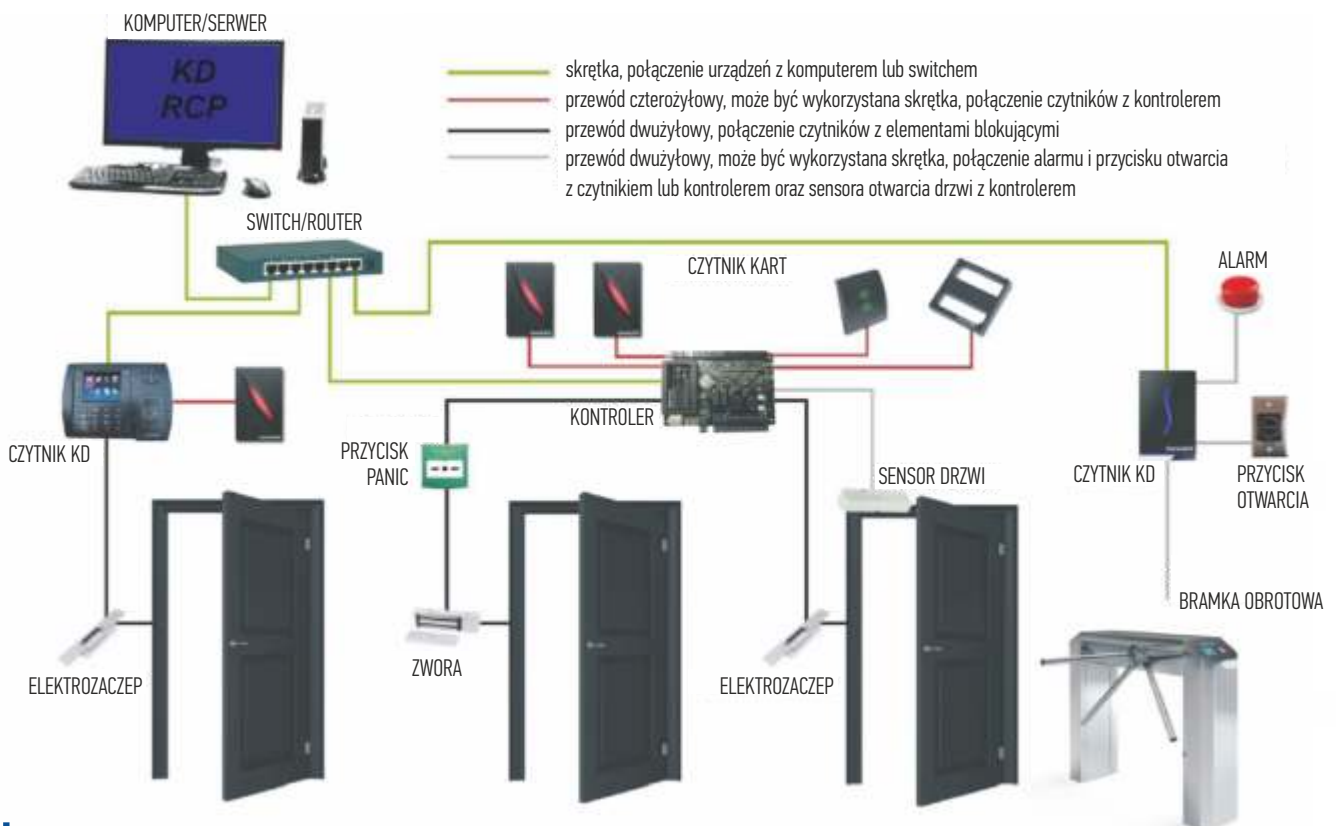 KOMPUTER/SERWER
KD
RCP
skrętka, połączenie urządzeń z komputerem lub switchem
przewód czterożyłowy, może być wykorzystana skrętka, połączenie czytników z kontrolerem
przewód dwużyłowy, połączenie czytników z elementami blokującymi
przewód dwużyłowy, może być wykorzystana skrętka, połączenie alarmu i przycisku otwarcia
z czytnikiem lub kontrolerem oraz sensora otwarcia drzwi z kontrolerem
SWITCH/ROUTER
CZYTNIK KART
ALARM
KONTROLER
CZYTNIK KD
PRZYCISK
PANIC
SENSOR DRZWI
CZYTNIK KD
PRZYCISK
OTWARCIA
BRAMKA OBROTOWA
ELEKTROZACZEP
ZWORA
ELEKTROZACZEP